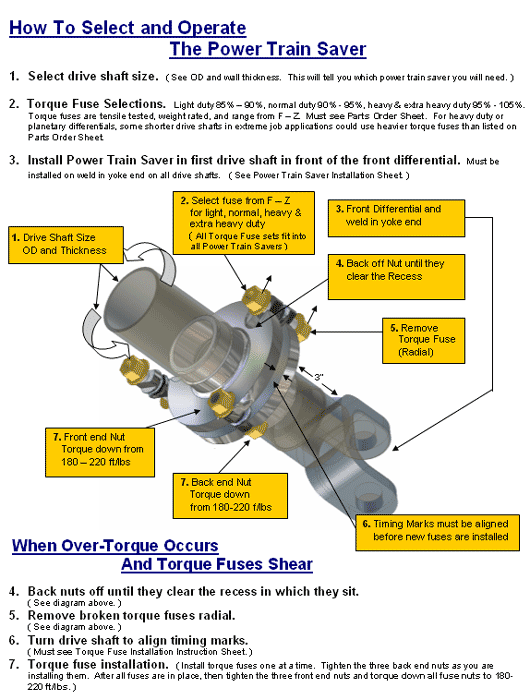 How To Select and Operate
The Power Train Saver
1. Select drive shaft size. ( See OD and wall thickness. This will tell you which power train saver you will need. )
2. Torque Fuse Selections. Light duty 85% – 90%, normal duty 90% - 95%, heavy & extra heavy duty 95% - 105%.
Torque fuses are tensile tested, weight rated, and range from F – Z. Must see Parts Order Sheet. For heavy duty or
planetary differentials, some shorter drive shafts in extreme job applications could use heavier torque fuses than listed on
Parts Order Sheet.
3. Install Power Train Saver in first drive shaft in front of the front differential. Must be
installed on weld in yoke end on all drive shafts. ( See Power Train Saver Installation Sheet. )
1. Drive Shaft Size
OD and Thickness
2. Select fuse from F – Z
for light, normal, heavy &
extra heavy duty
( All Torque Fuse sets fit into
all Power Train Savers )
3. Front Differential and
weld in yoke end
4. Back off Nut until they
clear the Recess
5. Remove
Torque Fuse
(Radial)
3"
7. Front end Nut
Torque down from
180 – 220 ft/lbs
7. Back end Nut
Torque down
from 180-220 f/lbs
6. Timing Marks must be aligned
before new fuses are installed
When Over-Torque Occurs
And Torque Fuses Shear
4. Back nuts off until they clear the recess in which they sit.
( See diagram above. )
5. Remove broken torque fuses radial.
( See diagram above. )
6. Turn drive shaft to align timing marks.
( Must see Torque Fuse Installation Instruction Sheet. )
7. Torque fuse installation. ( Install torque fuses one at a time. Tighten the three back end nuts as you are
installing them. After all fuses are in place, then tighten the three front end nuts and torque down all fuse nuts to 180-
220 ft/lbs. )